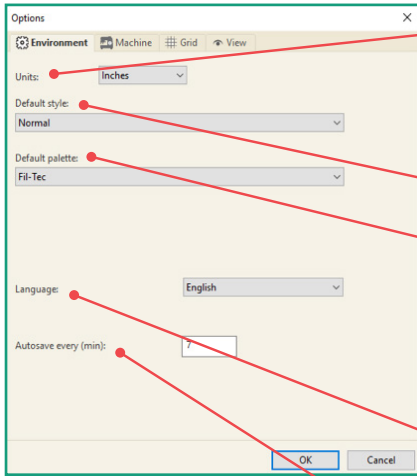 Options
Environment Machine Grid View
Units: Inches
Default style:
Normal
Default palette:
Fil-Tec
Language: English
Autosave every (min): 7
OK Cancel